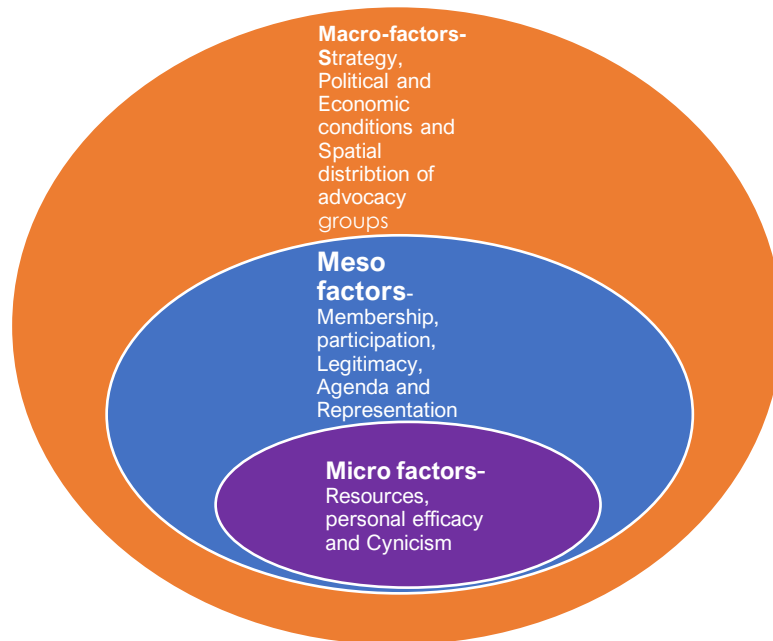 Macro-factors-
Strategy,
Political and
Economic
conditions and
Spatial
distribtion of
advocacy
groups
Meso
factors-
Membership,
participation,
Legitimacy,
Agenda and
Representation
Micro factors-
Resources,
personal efficacy
and Cynicism